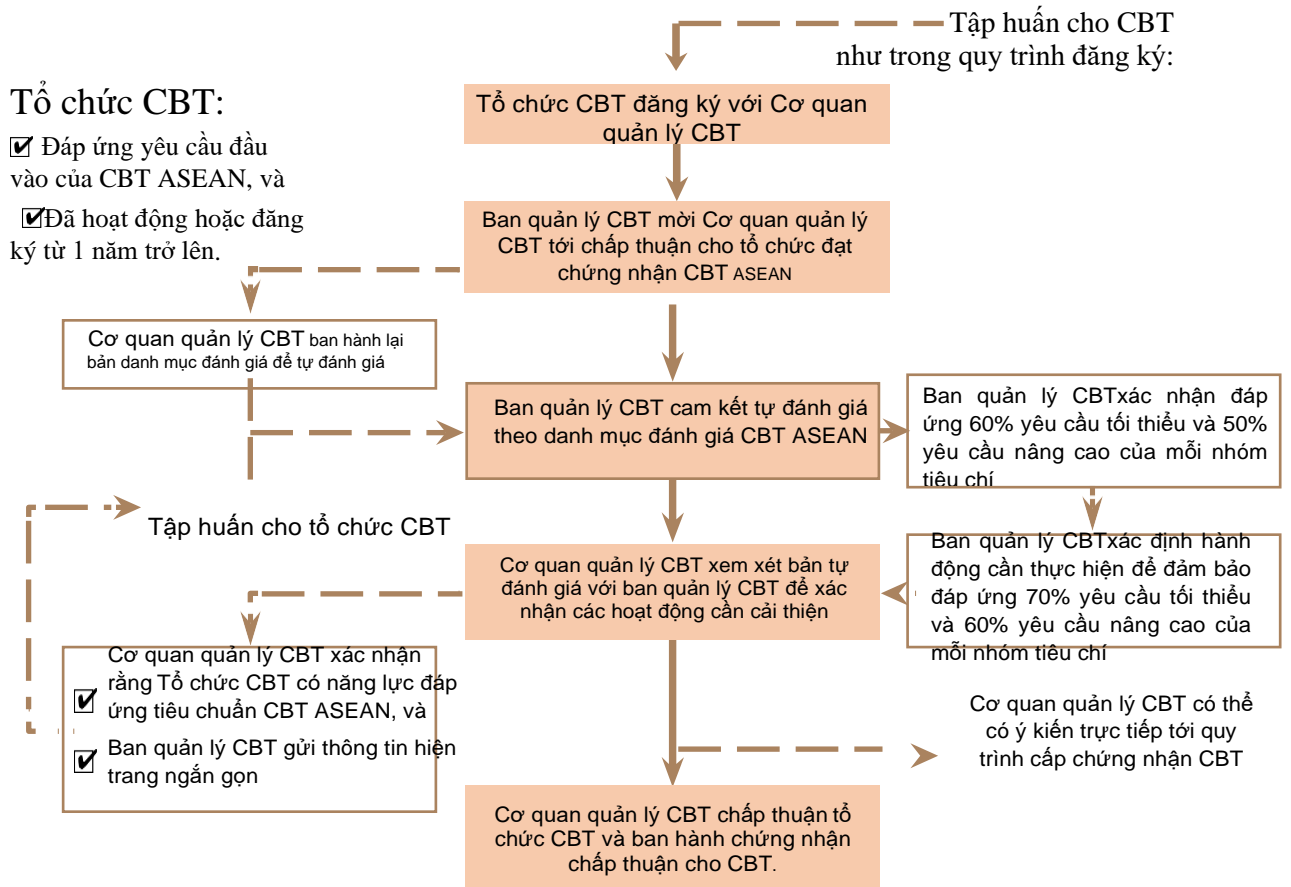 Tập huấn cho CBT
như trong quy trình đăng ký:
Tổ chức CBT:
Đáp ứng yêu cầu đầu
vào của CBT ASEAN, và
Đã hoạt động hoặc đăng
ký từ 1 năm trở lên.
Tổ chức CBT đăng ký với Cơ quan
quản lý CBT
Ban quản lý CBT mời Cơ quan quản lý
CBT tới chấp thuận cho tổ chức đạt
chứng nhận CBT ASEAN
Cơ quan quản lý CBT ban hành lại
bản danh mục đánh giá để tự đánh giá
Ban quản lý CBT cam kết tự đánh giá
theo danh mục đánh giá CBT ASEAN
Ban quản lý CBTxác nhận đáp
ứng 60% yêu cầu tối thiểu và 50%
yêu cầu nâng cao của mỗi nhóm
tiêu chí
Tập huấn cho tổ chức CBT
Cơ quan quản lý CBT xem xét bản tự
đánh giá với ban quản lý CBT để xác
nhận các hoạt động cần cải thiện
Ban quản lý CBTxác định hành
động cần thực hiện để đảm bảo
đáp ứng 70% yêu cầu tối thiểu
và 60% yêu cầu nâng cao của
mỗi nhóm tiêu chí
Cơ quan quản lý CBT xác nhận
rằng Tổ chức CBT có năng lực đáp
ứng tiêu chuẩn CBT ASEAN, và
Ban quản lý CBT gửi thông tin hiện
trang ngắn gọn
Cơ quan quản lý CBT có thể
có ý kiến trực tiếp tới quy
trình cấp chứng nhận CBT
Cơ quan quản lý CBT chấp thuận tổ
chức CBT và ban hành chứng nhận
chấp thuận cho CBT.